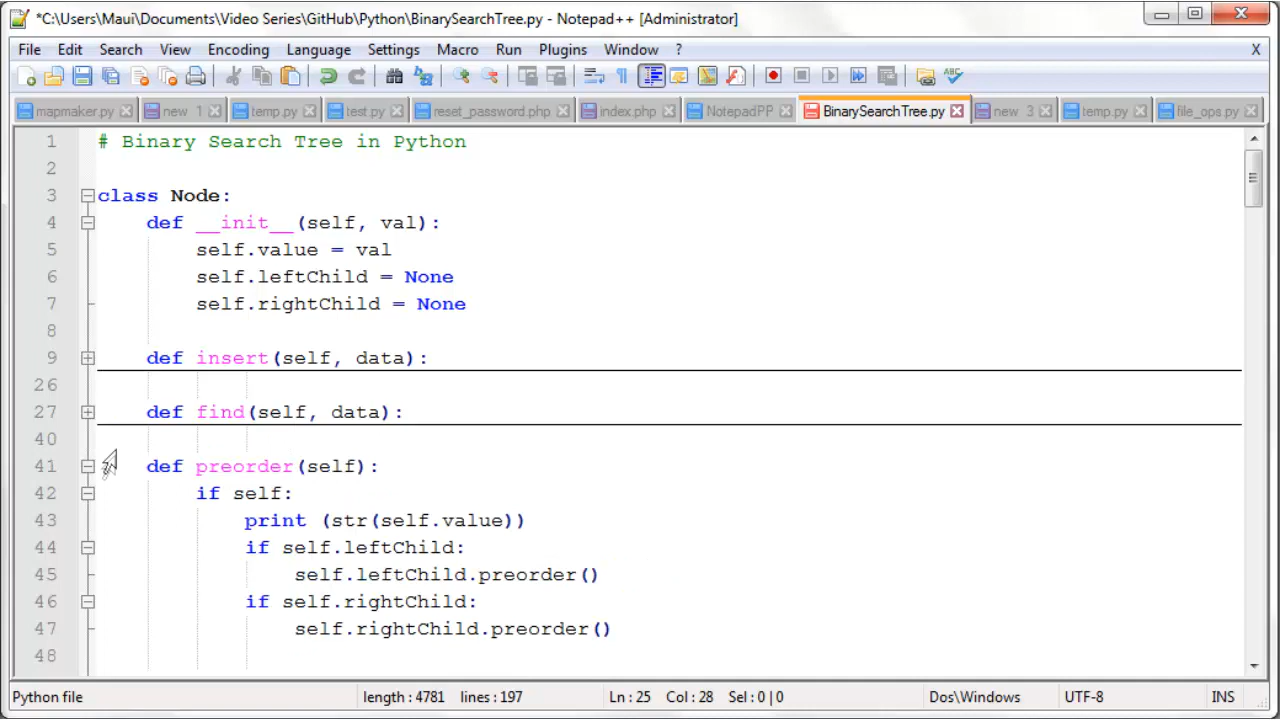 *C:\Users\Maui\Documents\Video Series\GitHub\Python\BinarySearchTree.py - Notepad++ [Administrator]
File Edit Search View Encoding Language Settings Macro Run Plugins Window ? X
mapmaker.py new 1 temp.py test.py reset_password.php index.php NotepadPP BinarySearchTree.py new 3 temp.py file_ops.py
1 # Binary Search Tree in Python
2
3 class Node:
4 def __init__(self, val):
5 self.value = val
6 self.leftChild = None
7 self.rightChild = None
8
9 def insert(self, data):
26
27 def find(self, data):
40
41 def preorder(self):
42 if self:
43 print (str(self.value))
44 if self.leftChild:
45 self.leftChild.preorder()
46 if self.rightChild:
47 self.rightChild.preorder()
48
Python file length : 4781 lines : 197 Ln : 25 Col : 28 Sel : 0 | 0 Dos\Windows UTF-8 INS